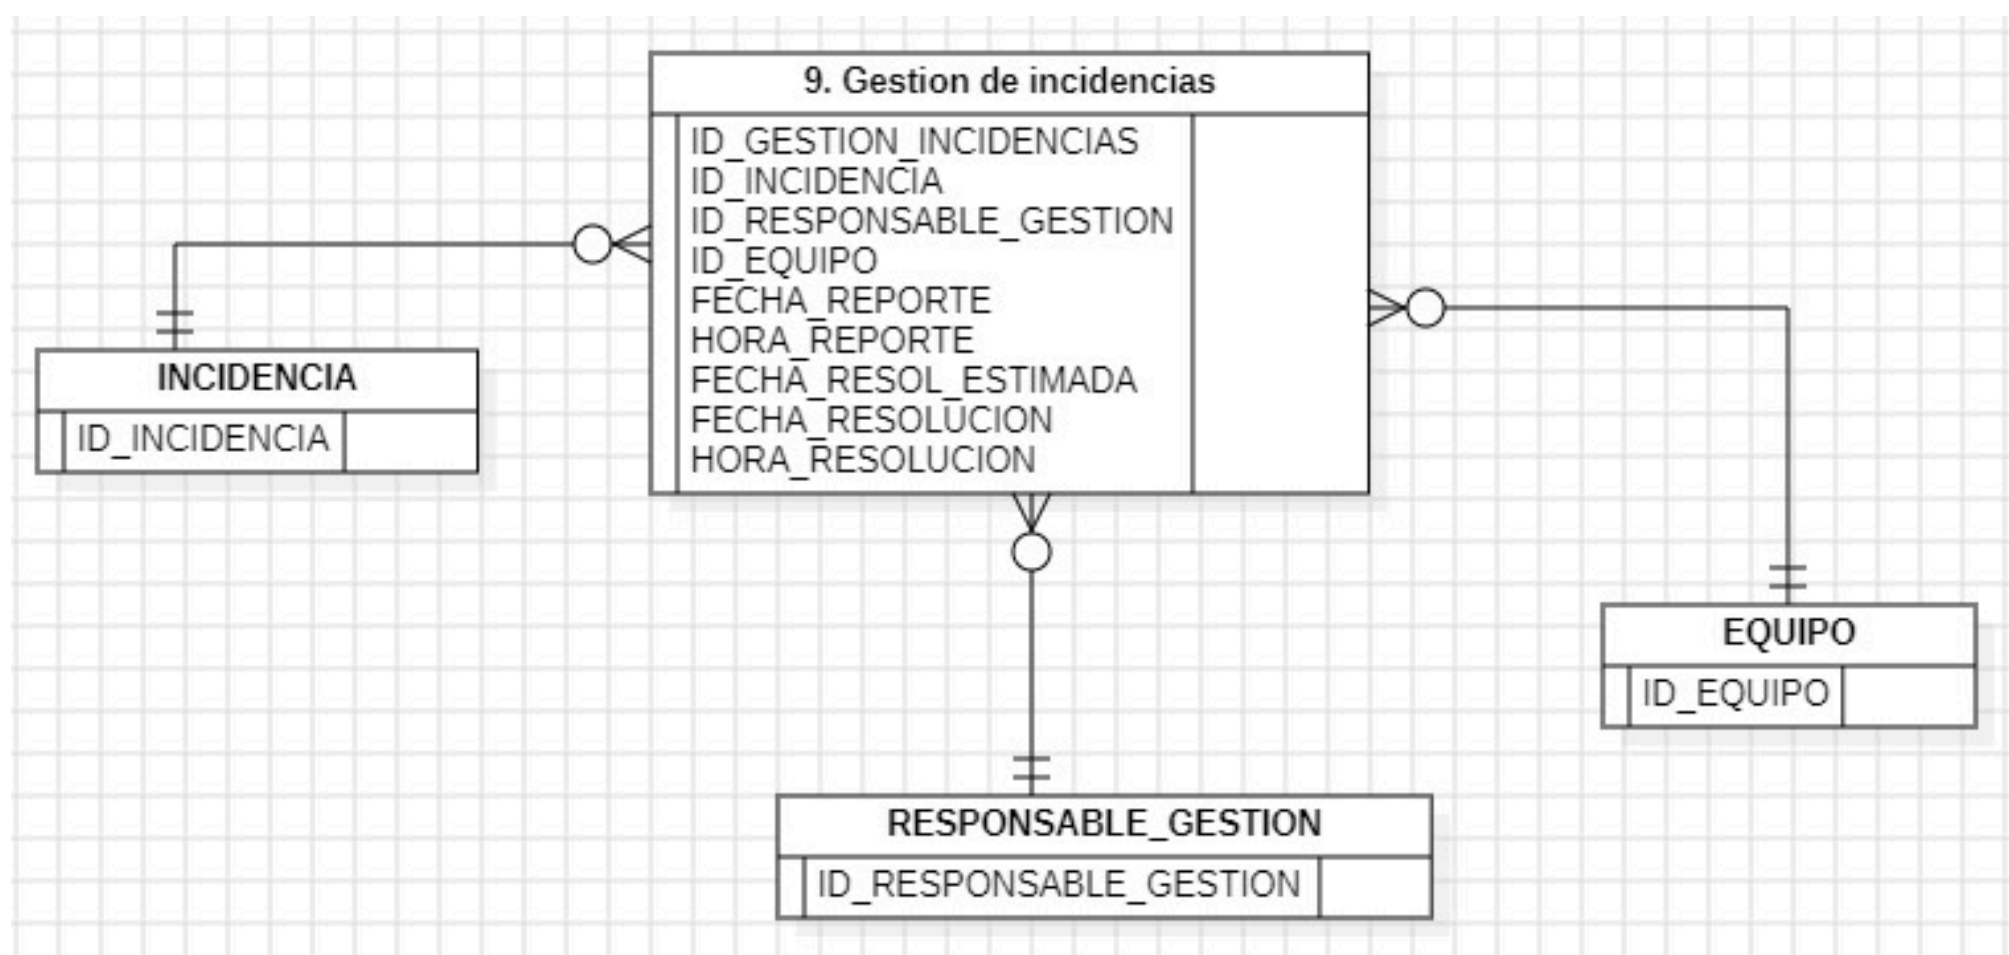 9. Gestion de incidencias
ID_GESTION_INCIDENCIAS
ID_INCIDENCIA
ID_RESPONSABLE_GESTION
ID_EQUIPO
FECHA_REPORTE
HORA_REPORTE
FECHA_RESOL_ESTIMADA
FECHA_RESOLUCION
HORA_RESOLUCION
INCIDENCIA
ID_INCIDENCIA
EQUIPO
ID_EQUIPO
RESPONSABLE_GESTION
ID_RESPONSABLE_GESTION